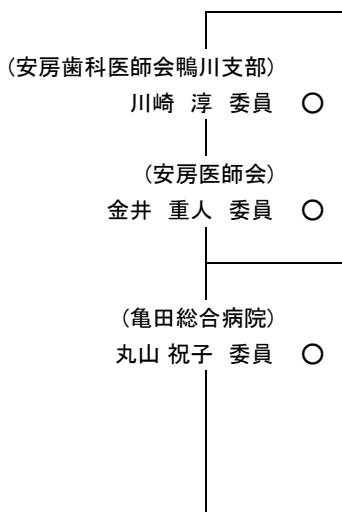 （安房歯科医師会鴨川支部）
川崎 淳 委員 ○
（安房医師会）
金井 重人 委員 ○
（亀田総合病院）
丸山 祝子 委員 ○